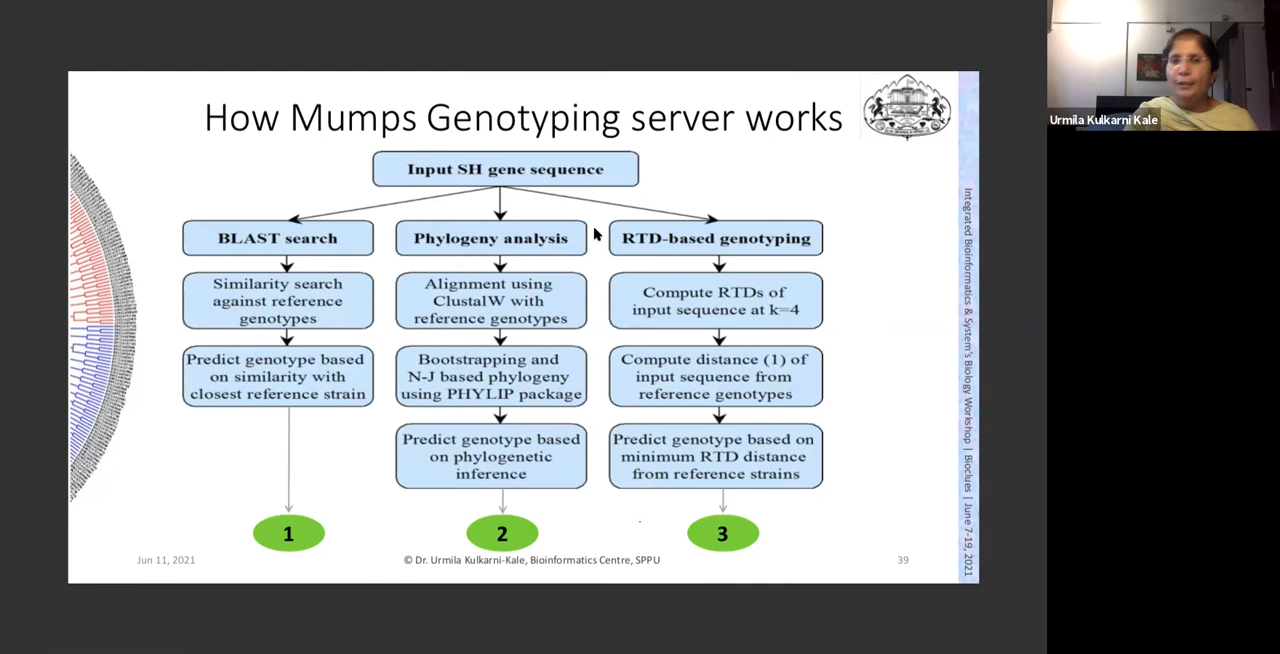 How Mumps Genotyping server works
Input SH gene sequence
BLAST search
Similarity search
against reference
genotypes
Predict genotype based
on similarity with
closest reference strain
1
Phylogeny analysis
Alignment using
ClustalW with
reference genotypes
Bootstrapping and
N-J based phylogeny
using PHYLIP package
Predict genotype based
on phylogenetic
inference
2
RTD-based genotyping
Compute RTDs of
input sequence at k=4
Compute distance (1) of
input sequence from
reference genotypes
Predict genotype based on
minimum RTD distance
from reference strains
3
Jun 11, 2021
© Dr. Urmila Kulkarni-Kale, Bioinformatics Centre, SPPU
39
Integrated Bioinformatics & System's Biology Workshop | Bioclues | June 7-19, 2021
Urmila Kulkarni Kale